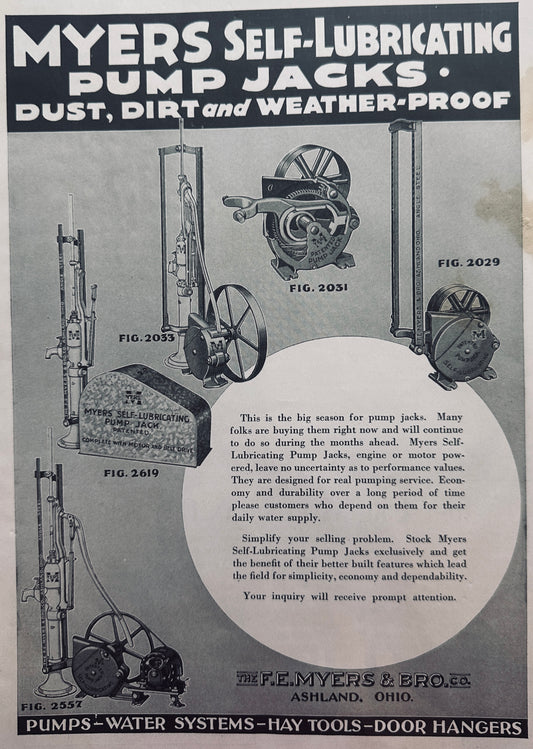 MYERS SELF-LUBRICATING
PUMP JACKS ·
DUST, DIRT and WEATHER-PROOF
FIG. 2031
FIG. 2029
FIG. 2033
M
MYERS SELF-LUBRICATING
PUMP JACK
PATENTED
COMPLETE WITH MOTOR AND BELT DRIVE
FIG. 2619
This is the big season for pump jacks. Many
folks are buying them right now and will continue
to do so during the months ahead. Myers Self-
Lubricating Pump Jacks, engine or motor pow-
ered, leave no uncertainty as to performance values.
They are designed for real pumping service. Econ-
omy and durability over a long period of time
please customers who depend on them for their
daily water supply.
Simplify your selling problem. Stock Myers
Self-Lubricating Pump Jacks exclusively and get
the benefit of their better built features which lead
the field for simplicity, economy and dependability.
Your inquiry will receive prompt attention.
FIG. 2557
THE F.E. MYERS & BRO. CO.
ASHLAND, OHIO.
PUMPS–WATER SYSTEMS–HAY TOOLS–DOOR HANGERS